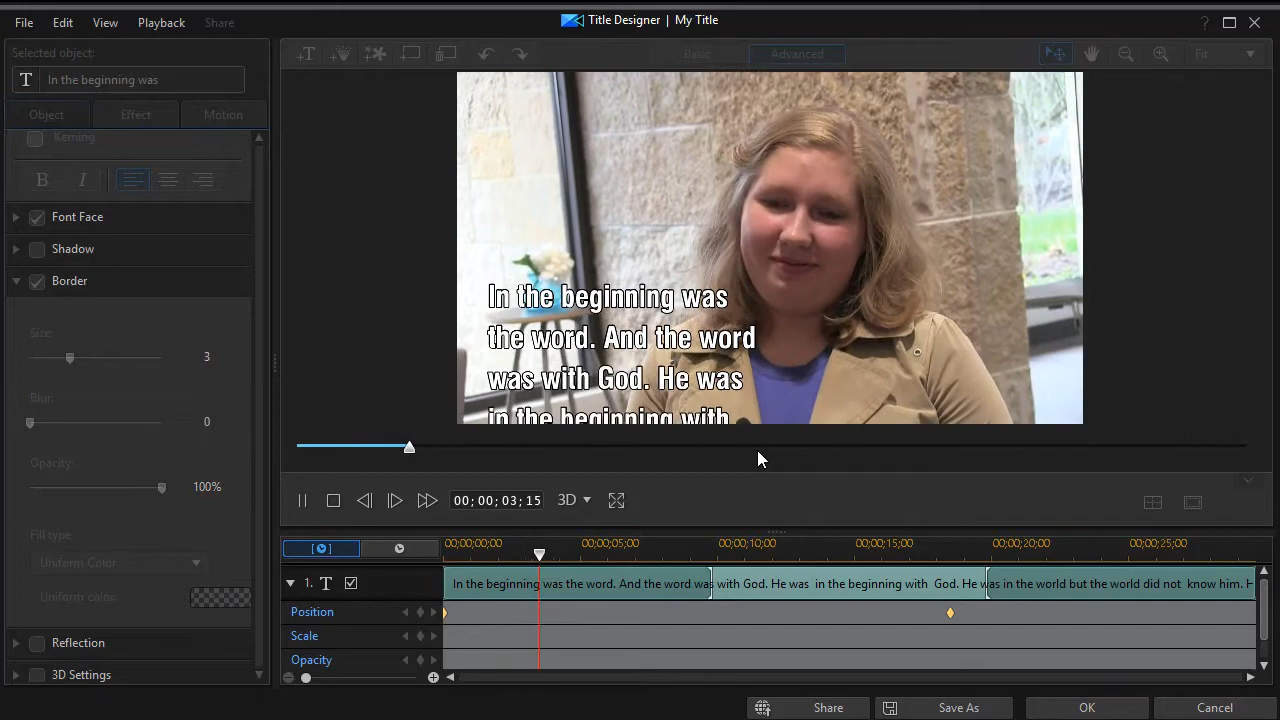 File Edit View Playback Share
Title Designer | My Title
?
Selected object:
T In the beginning was
Object Effect Motion
Kerning
B I
Font Face
Shadow
Border
Size:
3
Blur:
0
Opacity:
100%
Fill type:
Uniform Color
Uniform color:
Reflection
3D Settings
Basic Advanced
Fit
In the beginning was
the word. And the word
was with God. He was
in the beginning with
00;00;03;15 3D
00;00;00;00 00;00;05;00 00;00;10;00 00;00;15;00 00;00;20;00 00;00;25;00
1. T In the beginning was the word. And the word was with God. He was in the beginning with God. He was in the world but the world did not know him. H
Position
Scale
Opacity
Share Save As OK Cancel